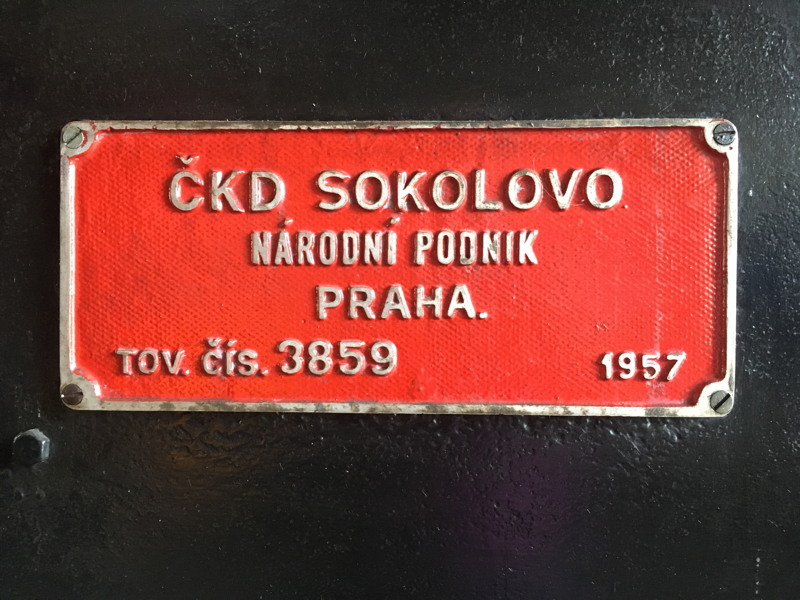 ČKD SOKOLOVO
NÁRODNÍ PODNIK
PRAHA.
TOV. čís. 3859 1957